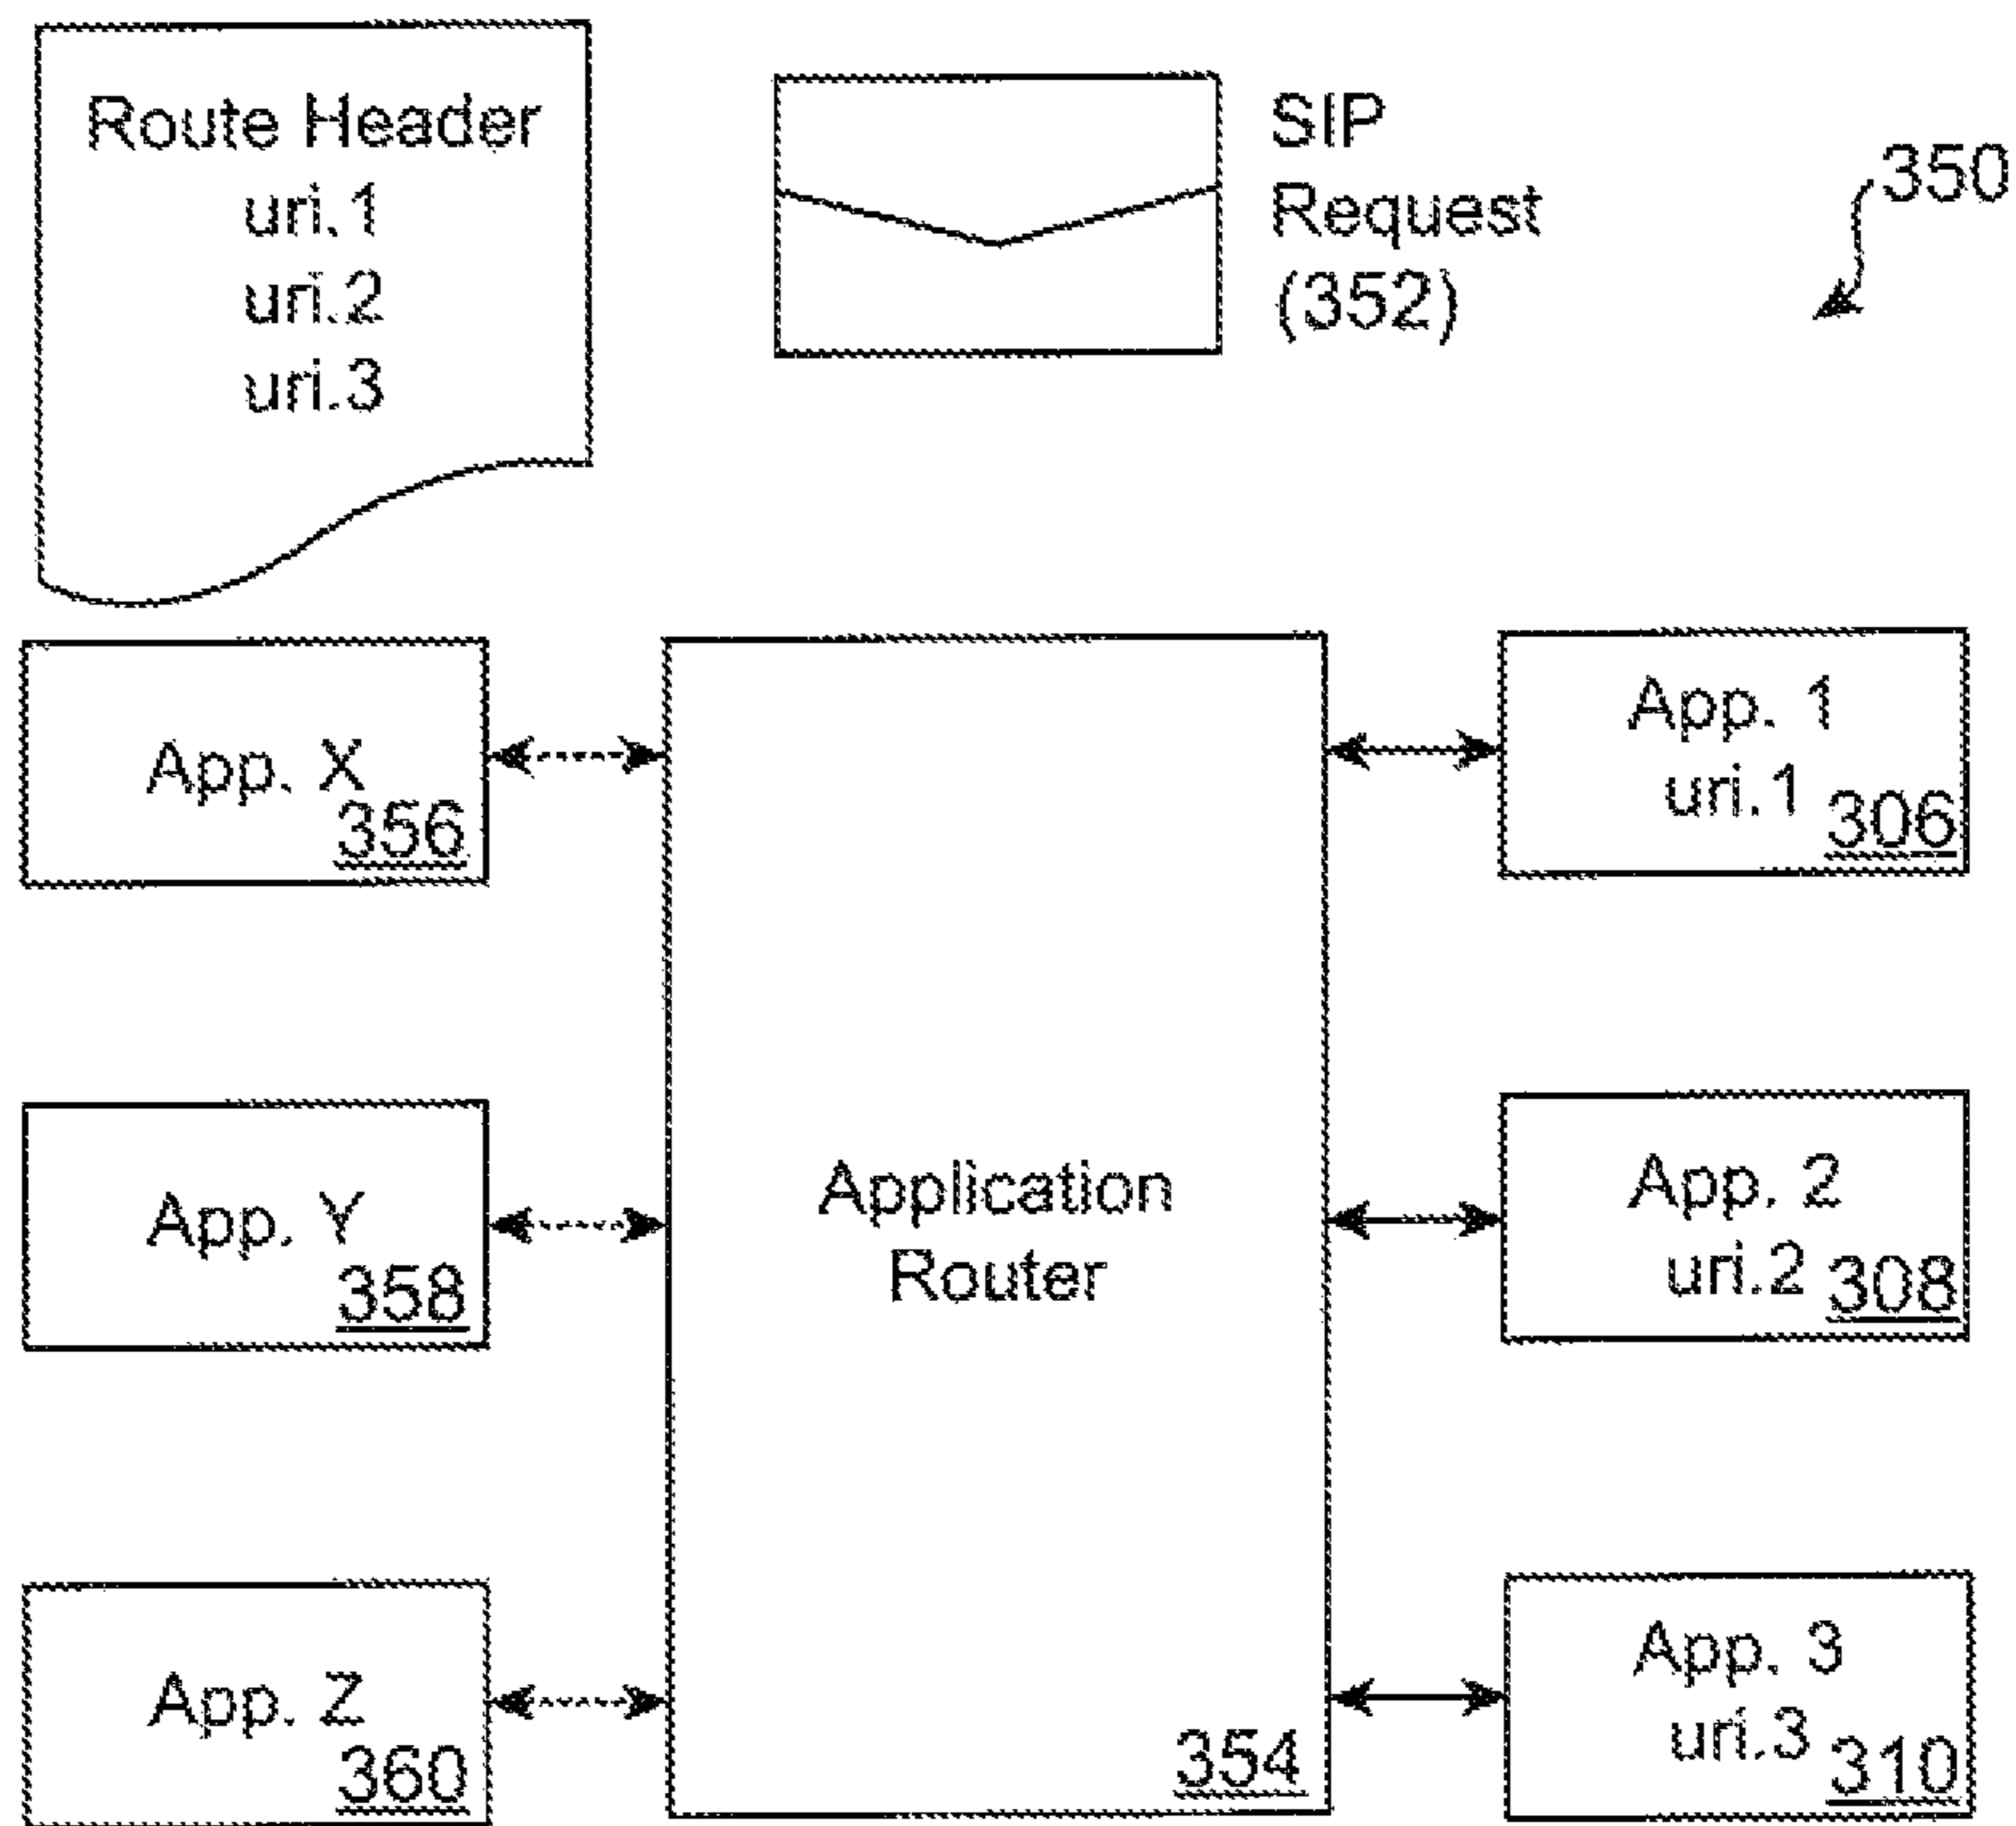 Route Header
uri.1
uri.2
uri.3
SIP
Request
(352)
350
App. X
356
App. 1
uri.1 306
App. Y
358
Application
Router
App. 2
uri.2 308
App. Z
360
354
App. 3
uri.3 310